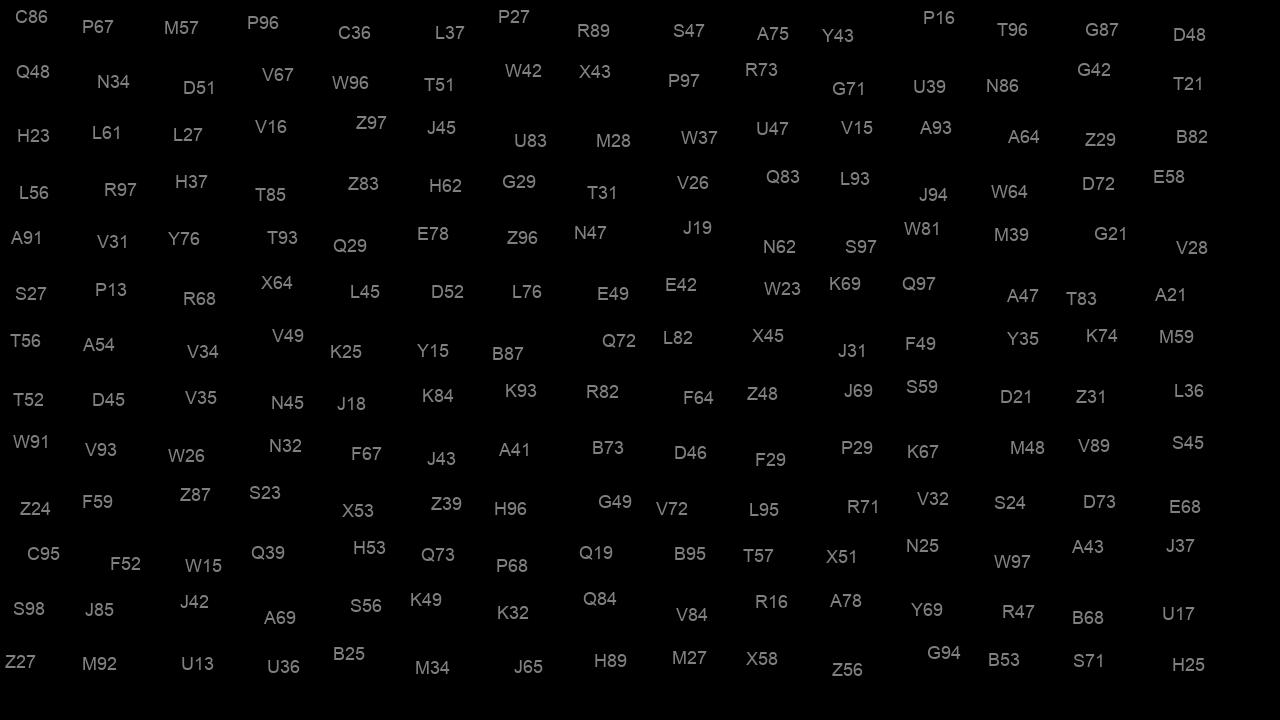 C86 P67 M57 P96 C36 L37 P27 R89 S47 A75 Y43 P16 T96 G87 D48
Q48 N34 D51 V67 W96 T51 W42 X43 P97 R73 G71 U39 N86 G42 T21
H23 L61 L27 V16 Z97 J45 U83 M28 W37 U47 V15 A93 A64 Z29 B82
L56 R97 H37 T85 Z83 H62 G29 T31 V26 Q83 L93 J94 W64 D72 E58
A91 V31 Y76 T93 Q29 E78 Z96 N47 J19 N62 S97 W81 M39 G21 V28
S27 P13 R68 X64 L45 D52 L76 E49 E42 W23 K69 Q97 A47 T83 A21
T56 A54 V34 V49 K25 Y15 B87 Q72 L82 X45 J31 F49 Y35 K74 M59
T52 D45 V35 N45 J18 K84 K93 R82 F64 Z48 J69 S59 D21 Z31 L36
W91 V93 W26 N32 F67 J43 A41 B73 D46 F29 P29 K67 M48 V89 S45
Z24 F59 Z87 S23 X53 Z39 H96 G49 V72 L95 R71 V32 S24 D73 E68
C95 F52 W15 Q39 H53 Q73 P68 Q19 B95 T57 X51 N25 W97 A43 J37
S98 J85 J42 A69 S56 K49 K32 Q84 V84 R16 A78 Y69 R47 B68 U17
Z27 M92 U13 U36 B25 M34 J65 H89 M27 X58 Z56 G94 B53 S71 H25